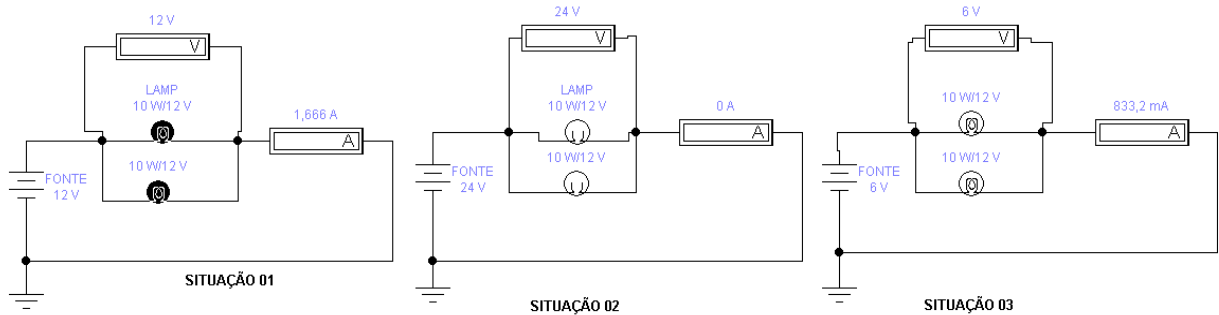 12 V
V
LAMP
10 W/12 V
1,666 A
A
10 W/12 V
FONTE
12 V
SITUAÇÃO 01
24 V
V
LAMP
10 W/12 V
0 A
A
10 W/12 V
FONTE
24 V
SITUAÇÃO 02
6 V
V
10 W/12 V
833,2 mA
A
10 W/12 V
FONTE
6 V
SITUAÇÃO 03